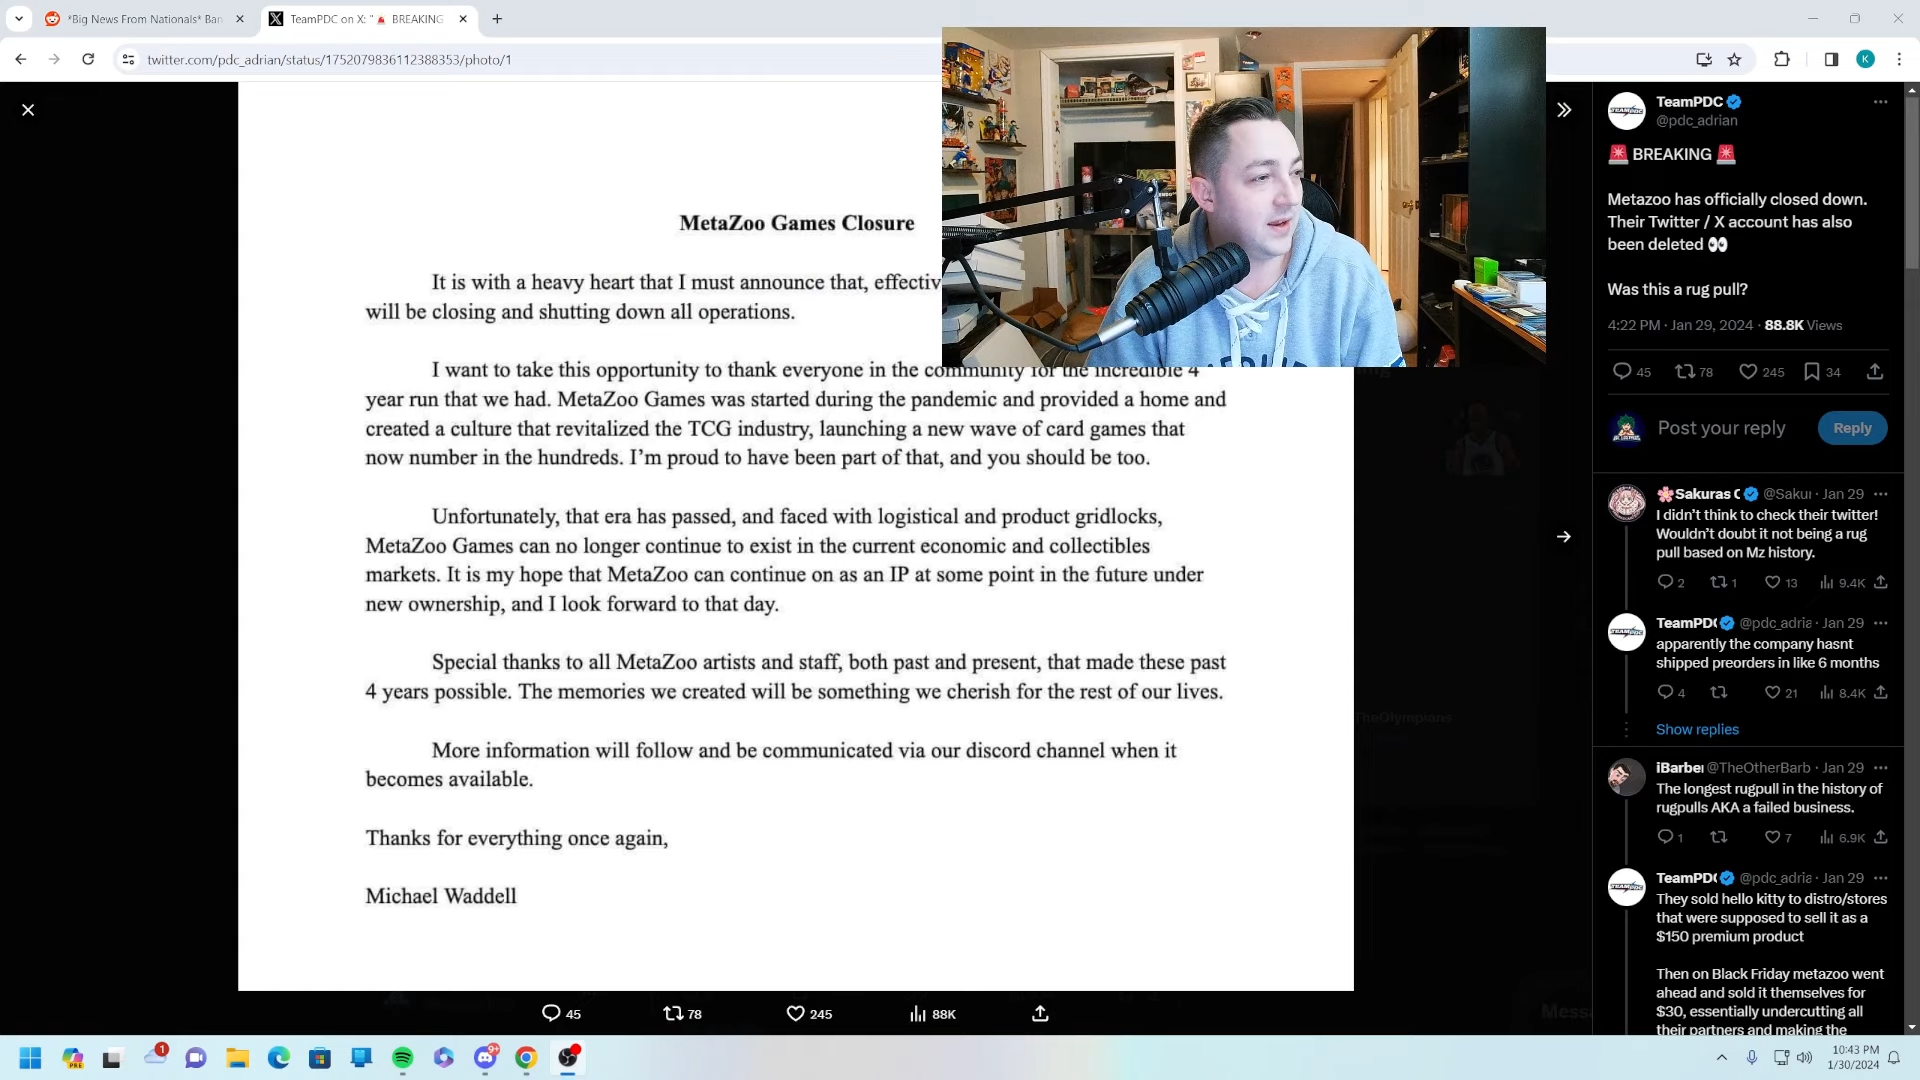 *Big News From Nationals* Ban
TeamPDC on X: "🚨 BREAKING
twitter.com/pdc_adrian/status/1752079836112388353/photo/1
K
MetaZoo Games Closure
It is with a heavy heart that I must announce that, effectiv
will be closing and shutting down all operations.
I want to take this opportunity to thank everyone in the community for the incredible 4
year run that we had. MetaZoo Games was started during the pandemic and provided a home and
created a culture that revitalized the TCG industry, launching a new wave of card games that
now number in the hundreds. I'm proud to have been part of that, and you should be too.
Unfortunately, that era has passed, and faced with logistical and product gridlocks,
MetaZoo Games can no longer continue to exist in the current economic and collectibles
markets. It is my hope that MetaZoo can continue on as an IP at some point in the future under
new ownership, and I look forward to that day.
Special thanks to all MetaZoo artists and staff, both past and present, that made these past
4 years possible. The memories we created will be something we cherish for the rest of our lives.
More information will follow and be communicated via our discord channel when it
becomes available.
Thanks for everything once again,
Michael Waddell
45 78 245 88K
TeamPDC
@pdc_adrian
🚨 BREAKING 🚨
Metazoo has officially closed down.
Their Twitter / X account has also
been deleted 👀
Was this a rug pull?
4:22 PM · Jan 29, 2024 · 88.8K Views
45 78 245 34
Post your reply
Reply
🌸Sakuras C @Sakur · Jan 29
I didn't think to check their twitter!
Wouldn't doubt it not being a rug
pull based on Mz history.
2 1 13 9.4K
TeamPDC @pdc_adria · Jan 29
apparently the company hasnt
shipped preorders in like 6 months
4 21 8.4K
Show replies
iBarbe @TheOtherBarb · Jan 29
The longest rugpull in the history of
rugpulls AKA a failed business.
1 7 6.9K
TeamPDC @pdc_adria · Jan 29
They sold hello kitty to distro/stores
that were supposed to sell it as a
$150 premium product
Then on Black Friday metazoo went
ahead and sold it themselves for
$30, essentially undercutting all
their partners and making the
TheOlympians
Mess
1
PRE
9+
10:43 PM
1/30/2024